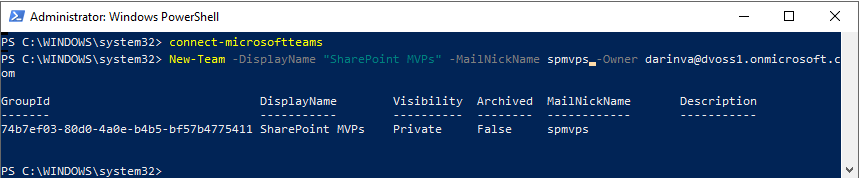 Administrator: Windows PowerShell
PS C:\WINDOWS\system32> connect-microsoftteams
PS C:\WINDOWS\system32> New-Team -DisplayName "SharePoint MVPs" -MailNickName spmvps -Owner darinva@dvoss1.onmicrosoft.c
om
GroupId DisplayName Visibility Archived MailNickName Description
------- ----------- ---------- -------- ------------ -----------
74b7ef03-80d0-4a0e-b4b5-bf57b4775411 SharePoint MVPs Private False spmvps
PS C:\WINDOWS\system32>